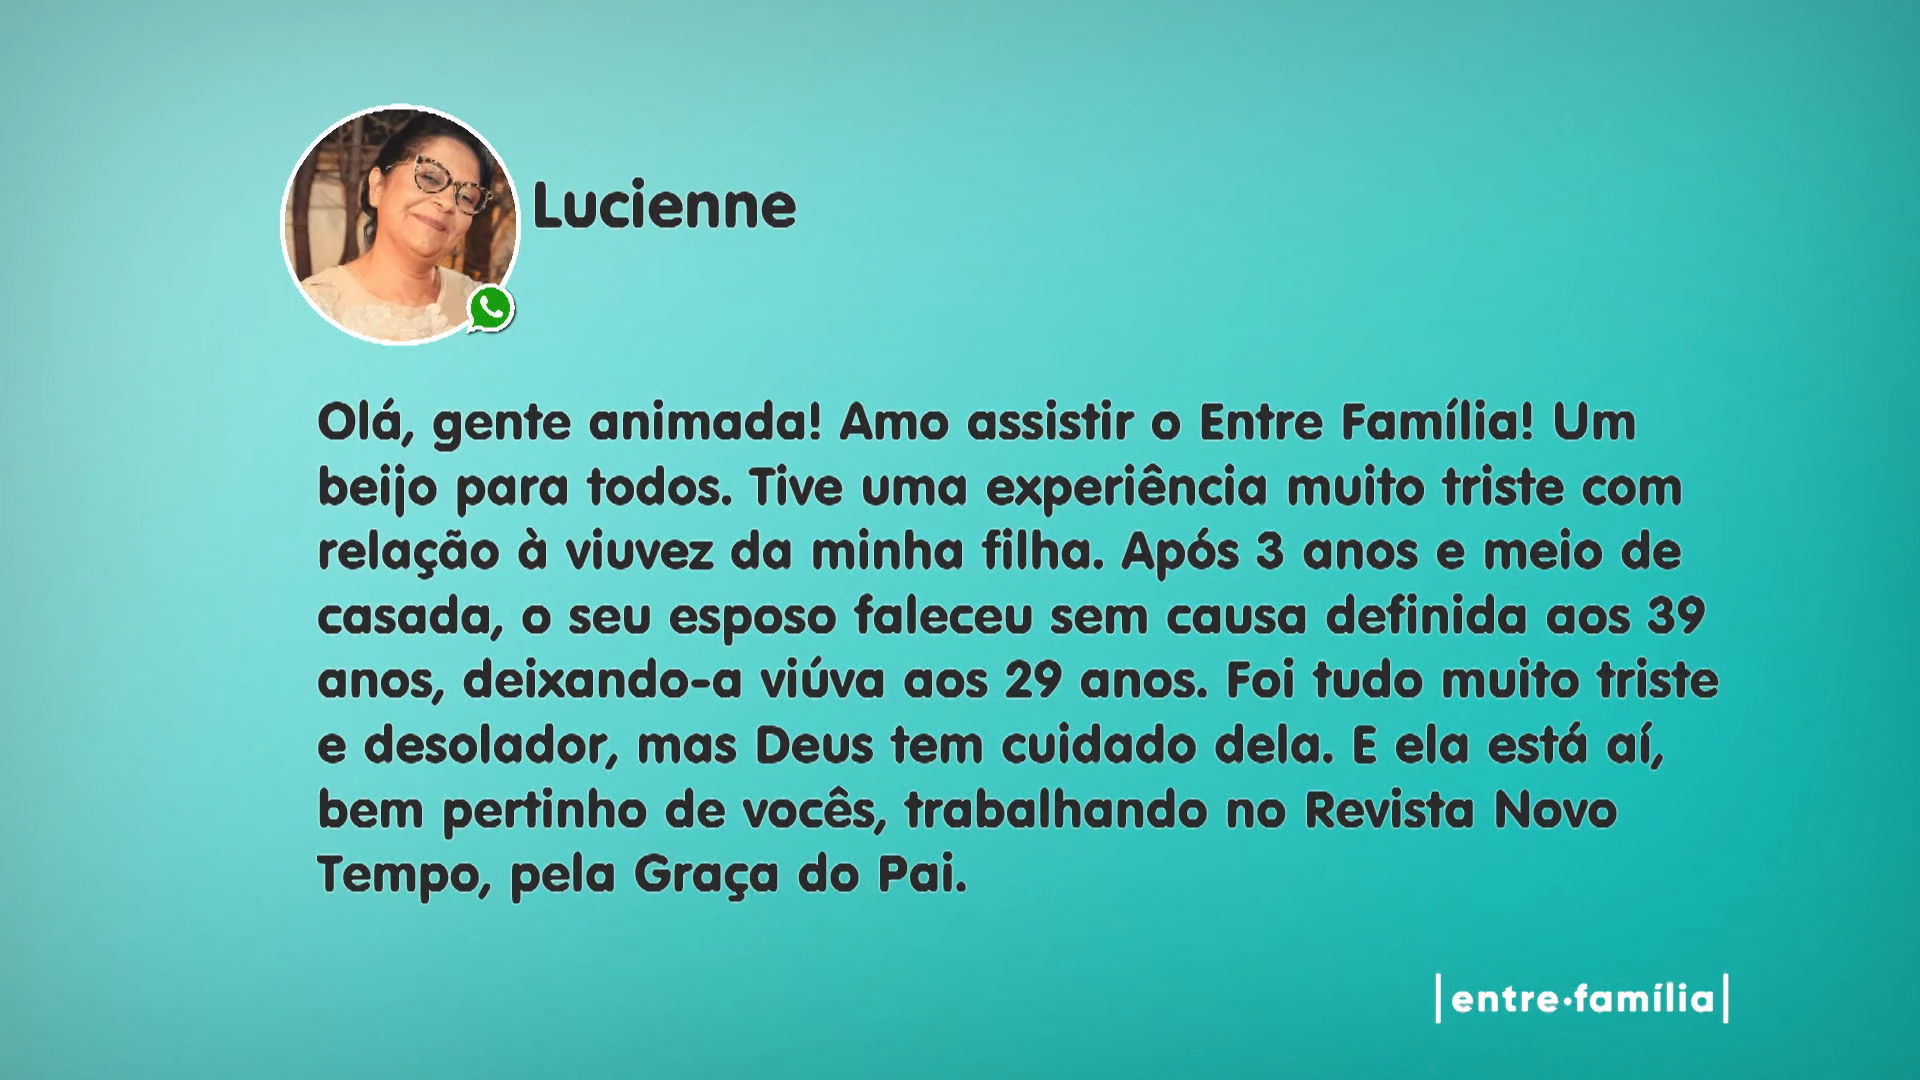 Lucienne
Olá, gente animada! Amo assistir o Entre Família! Um
beijo para todos. Tive uma experiência muito triste com
relação à viuvez da minha filha. Após 3 anos e meio de
casada, o seu esposo faleceu sem causa definida aos 39
anos, deixando-a viúva aos 29 anos. Foi tudo muito triste
e desolador, mas Deus tem cuidado dela. E ela está aí,
bem pertinho de vocês, trabalhando no Revista Novo
Tempo, pela Graça do Pai.
|entre·família|